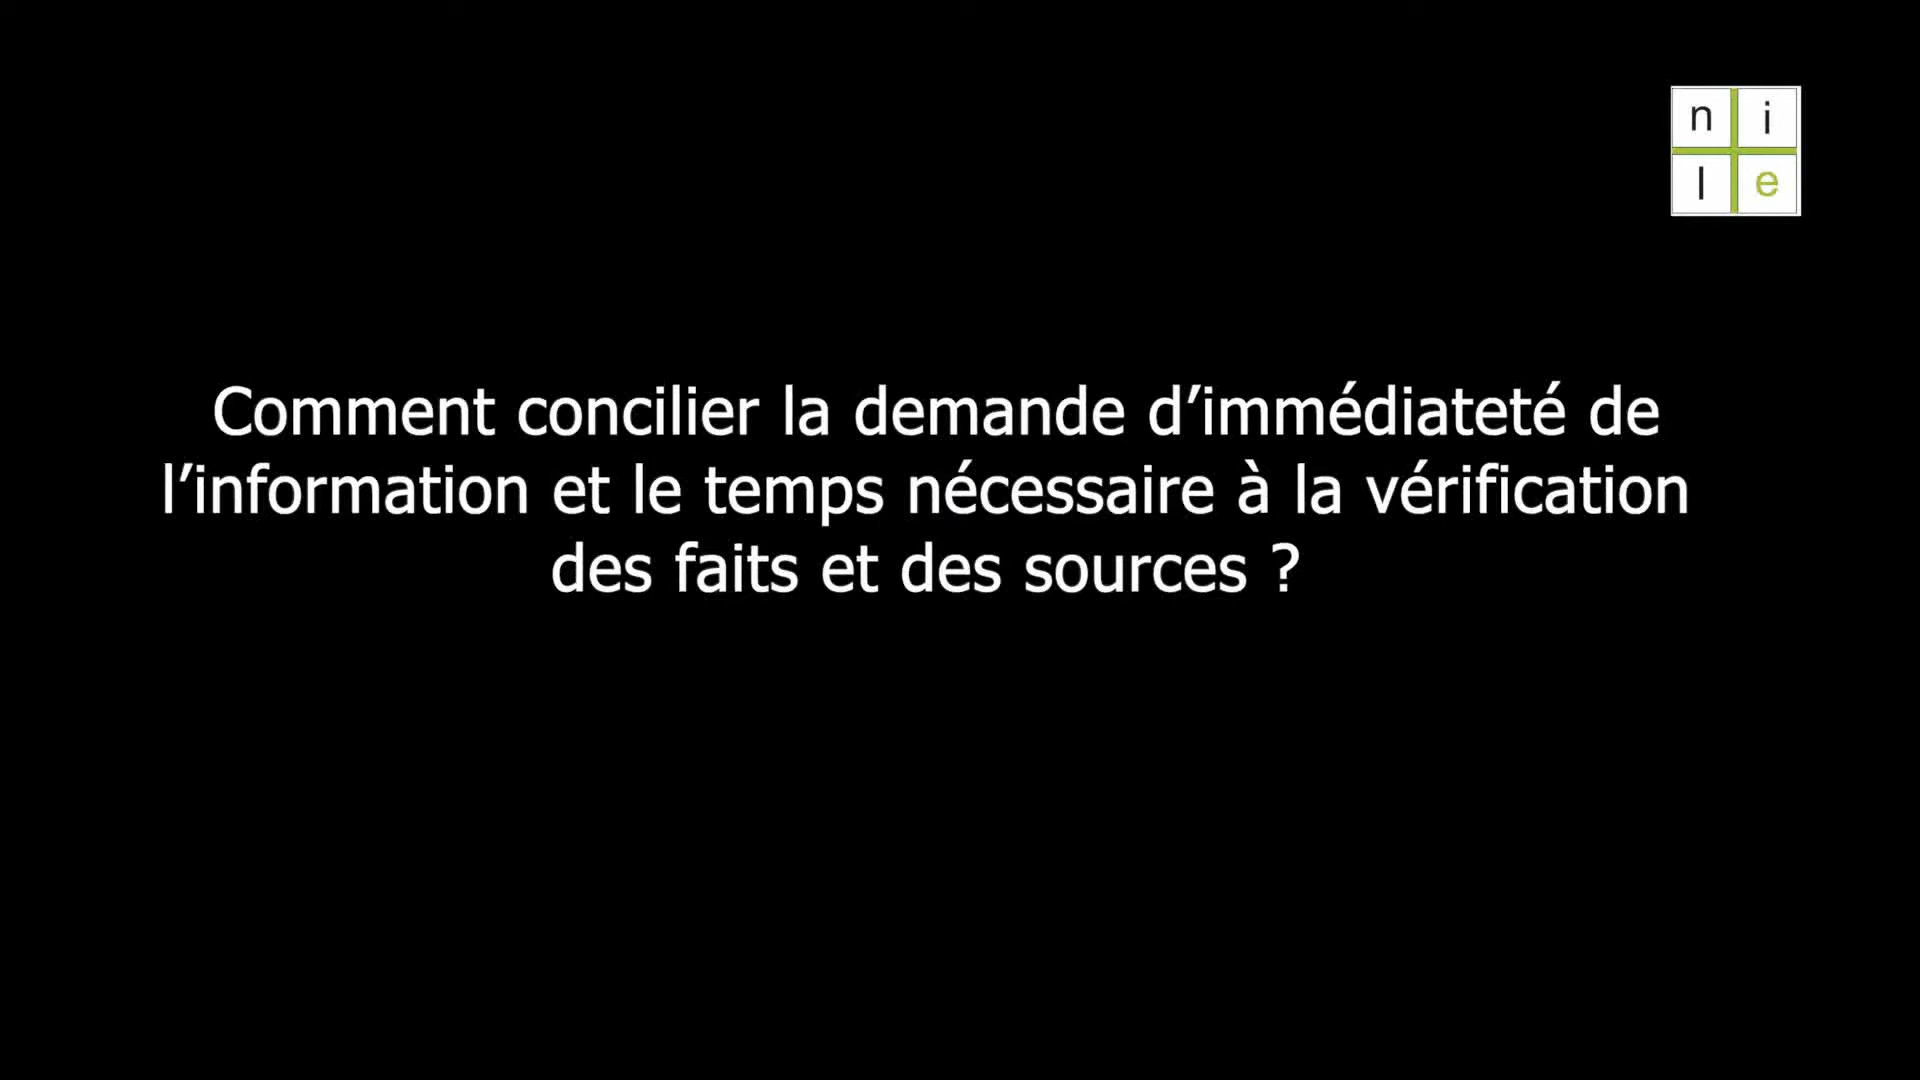 n i
l e
Comment concilier la demande d’immédiateté de
l’information et le temps nécessaire à la vérification
des faits et des sources ?